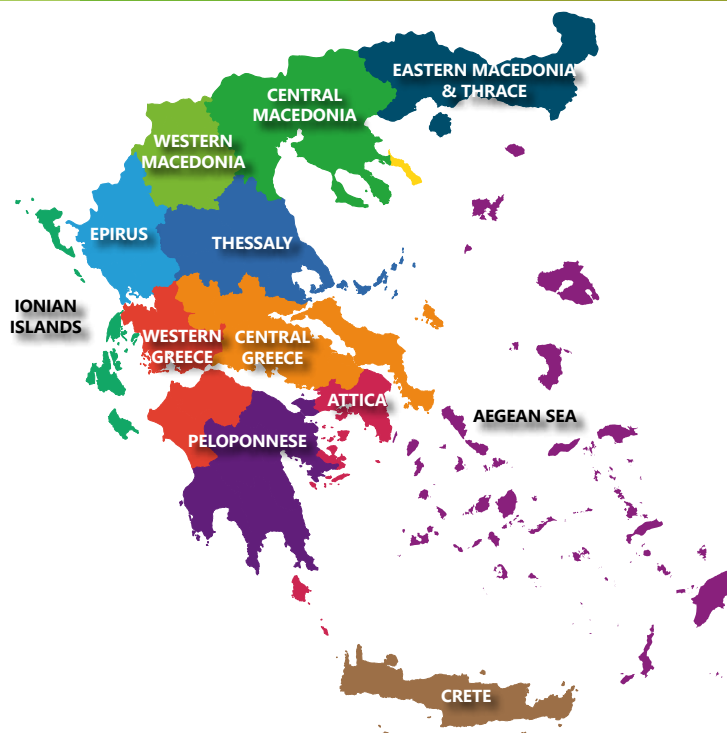 EASTERN MACEDONIA
& THRACE
CENTRAL
MACEDONIA
WESTERN
MACEDONIA
EPIRUS
THESSALY
IONIAN
ISLANDS
WESTERN
GREECE
CENTRAL
GREECE
ATTICA
AEGEAN SEA
PELOPONNESE
CRETE